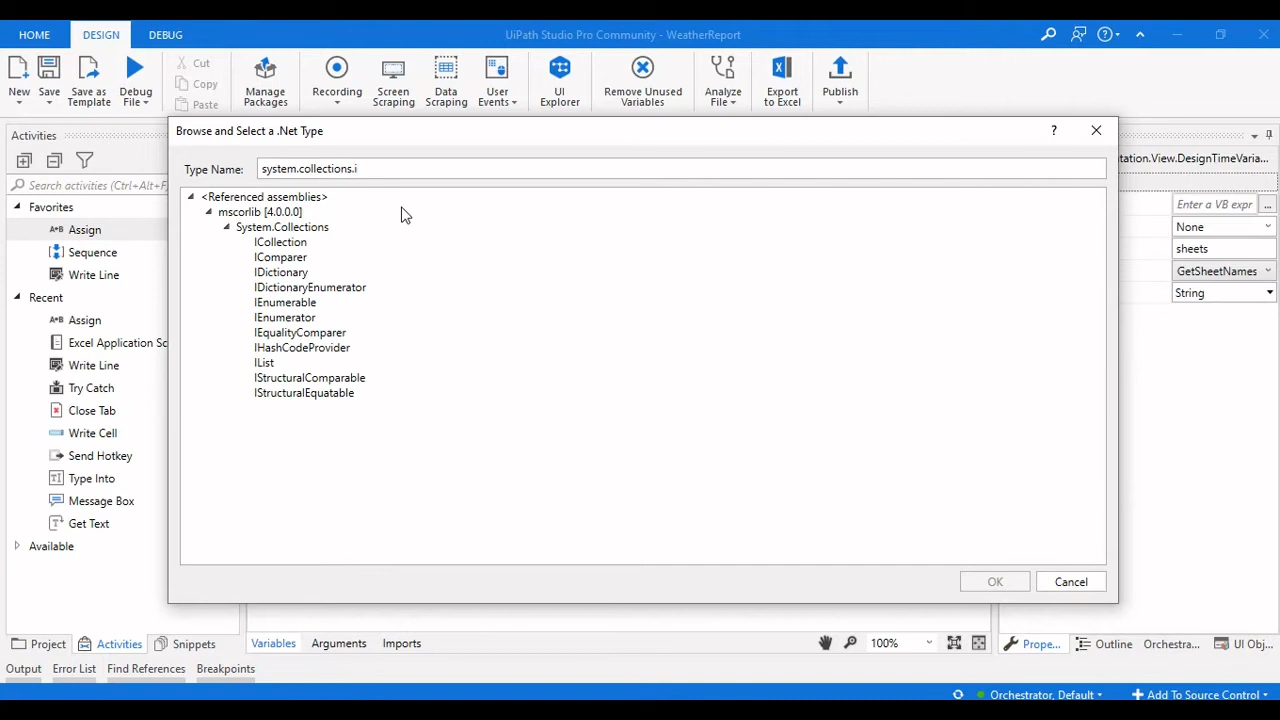 HOME DESIGN DEBUG UiPath Studio Pro Community - WeatherReport
New Save Save as Template Debug File Cut Copy Paste Manage Packages Recording Screen Scraping Data Scraping User Events UI Explorer Remove Unused Variables Analyze File Export to Excel Publish
Activities
Search activities (Ctrl+Alt+F)
Favorites
Assign
Sequence
Write Line
Recent
Assign
Excel Application Sc
Write Line
Try Catch
Close Tab
Write Cell
Send Hotkey
Type Into
Message Box
Get Text
Available
Browse and Select a .Net Type
Type Name: system.collections.i
<Referenced assemblies>
mscorlib [4.0.0.0]
System.Collections
ICollection
IComparer
IDictionary
IDictionaryEnumerator
IEnumerable
IEnumerator
IEqualityComparer
IHashCodeProvider
IList
IStructuralComparable
IStructuralEquatable
OK Cancel
tation.View.DesignTimeVaria...
Enter a VB expr ...
None
sheets
GetSheetNames
String
Project Activities Snippets
Variables Arguments Imports 100%
Prope... Outline Orchestra... UI Obj...
Output Error List Find References Breakpoints
Orchestrator, Default Add To Source Control